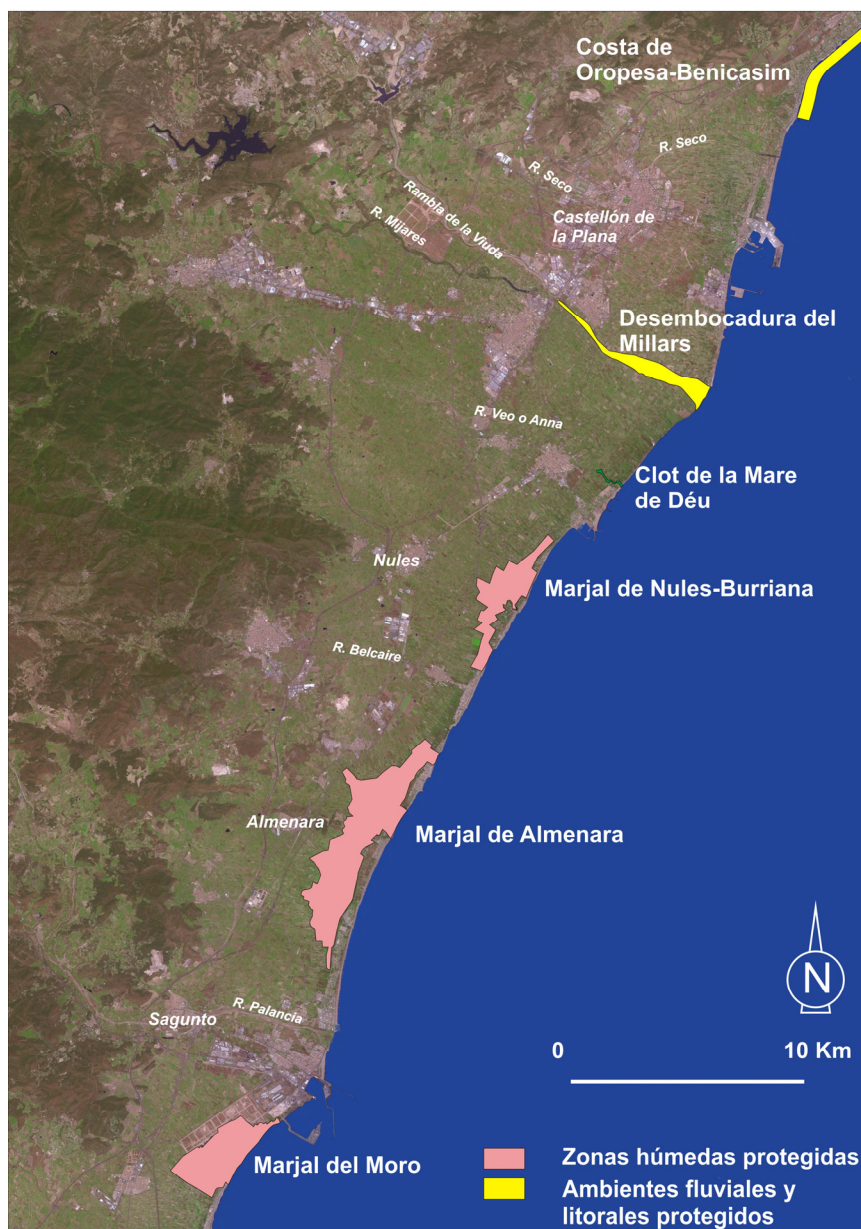 Costa de
Oropesa-Benicasim
R. Seco
R. Seco
Rambla de la Viuda
R. Mijares
Castellón de
la Plana
Desembocadura del
Millars
R. Veo o Anna
Clot de la Mare
de Déu
Nules
Marjal de Nules-Burriana
R. Belcaire
Almenara
Marjal de Almenara
N
R. Palancia
Sagunto
0 10 Km
Marjal del Moro
Zonas húmedas protegidas
Ambientes fluviales y
litorales protegidos